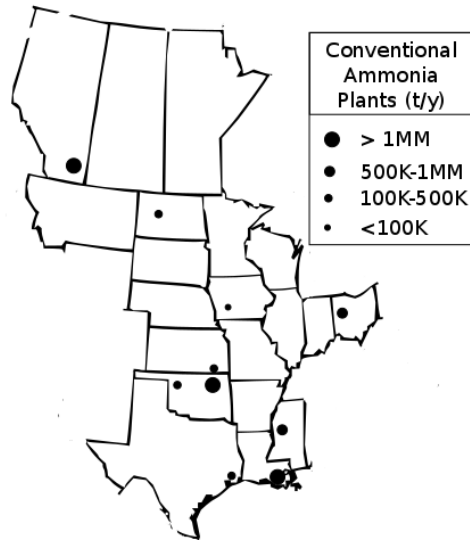 Conventional
Ammonia
Plants (t/y)
> 1MM
500K-1MM
100K-500K
<100K